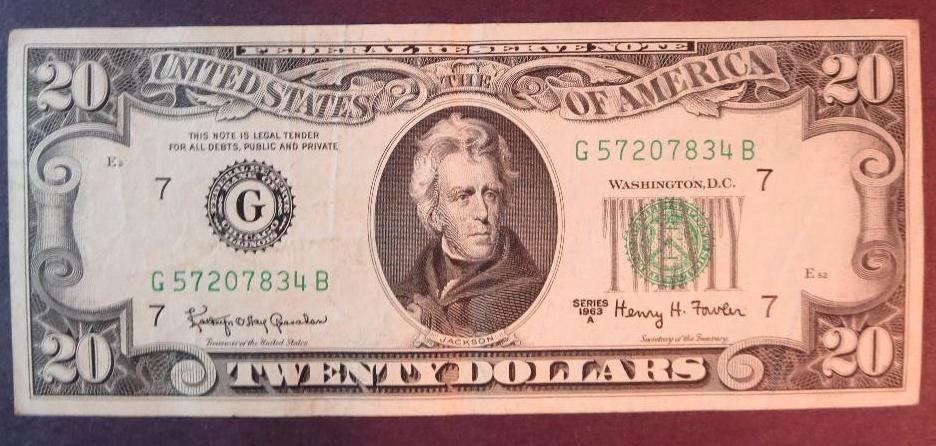 FEDERAL RESERVE NOTE
20 UNITED STATES THE OF AMERICA 20
THIS NOTE IS LEGAL TENDER
FOR ALL DEBTS, PUBLIC AND PRIVATE
G 57207834 B
WASHINGTON, D.C.
7
7
G
G 57207834 B
7
SERIES
1963
A
Henry H. Fowler
7
Treasurer of the United States
JACKSON
Secretary of the Treasury.
20 TWENTY DOLLARS 20